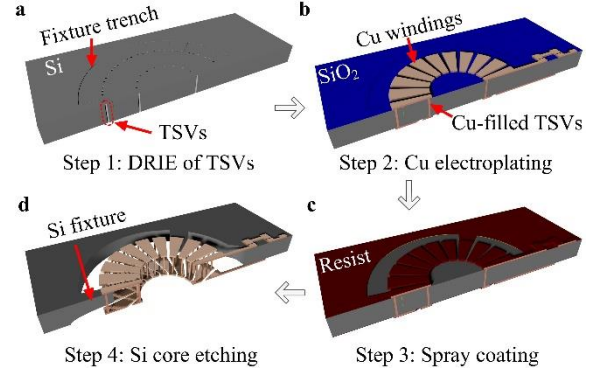 a
Fixture trench
Si
TSVs
Step 1: DRIE of TSVs
b
Cu windings
SiO₂
Cu-filled TSVs
Step 2: Cu electroplating
d
Si fixture
Step 4: Si core etching
c
Resist
Step 3: Spray coating